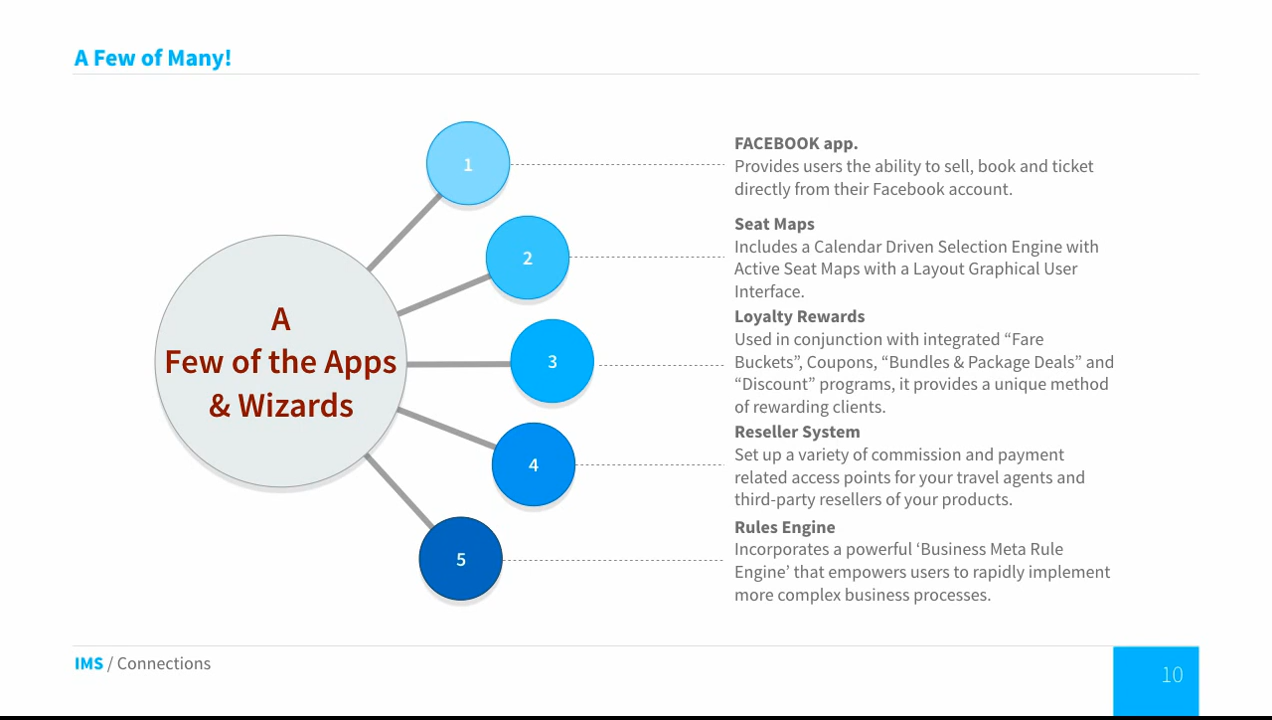 A Few of Many!
A
Few of the Apps
& Wizards
1
FACEBOOK app.
Provides users the ability to sell, book and ticket
directly from their Facebook account.
2
Seat Maps
Includes a Calendar Driven Selection Engine with
Active Seat Maps with a Layout Graphical User
Interface.
3
Loyalty Rewards
Used in conjunction with integrated “Fare
Buckets”, Coupons, “Bundles & Package Deals” and
“Discount” programs, it provides a unique method
of rewarding clients.
4
Reseller System
Set up a variety of commission and payment
related access points for your travel agents and
third-party resellers of your products.
5
Rules Engine
Incorporates a powerful ‘Business Meta Rule
Engine’ that empowers users to rapidly implement
more complex business processes.
IMS / Connections
10